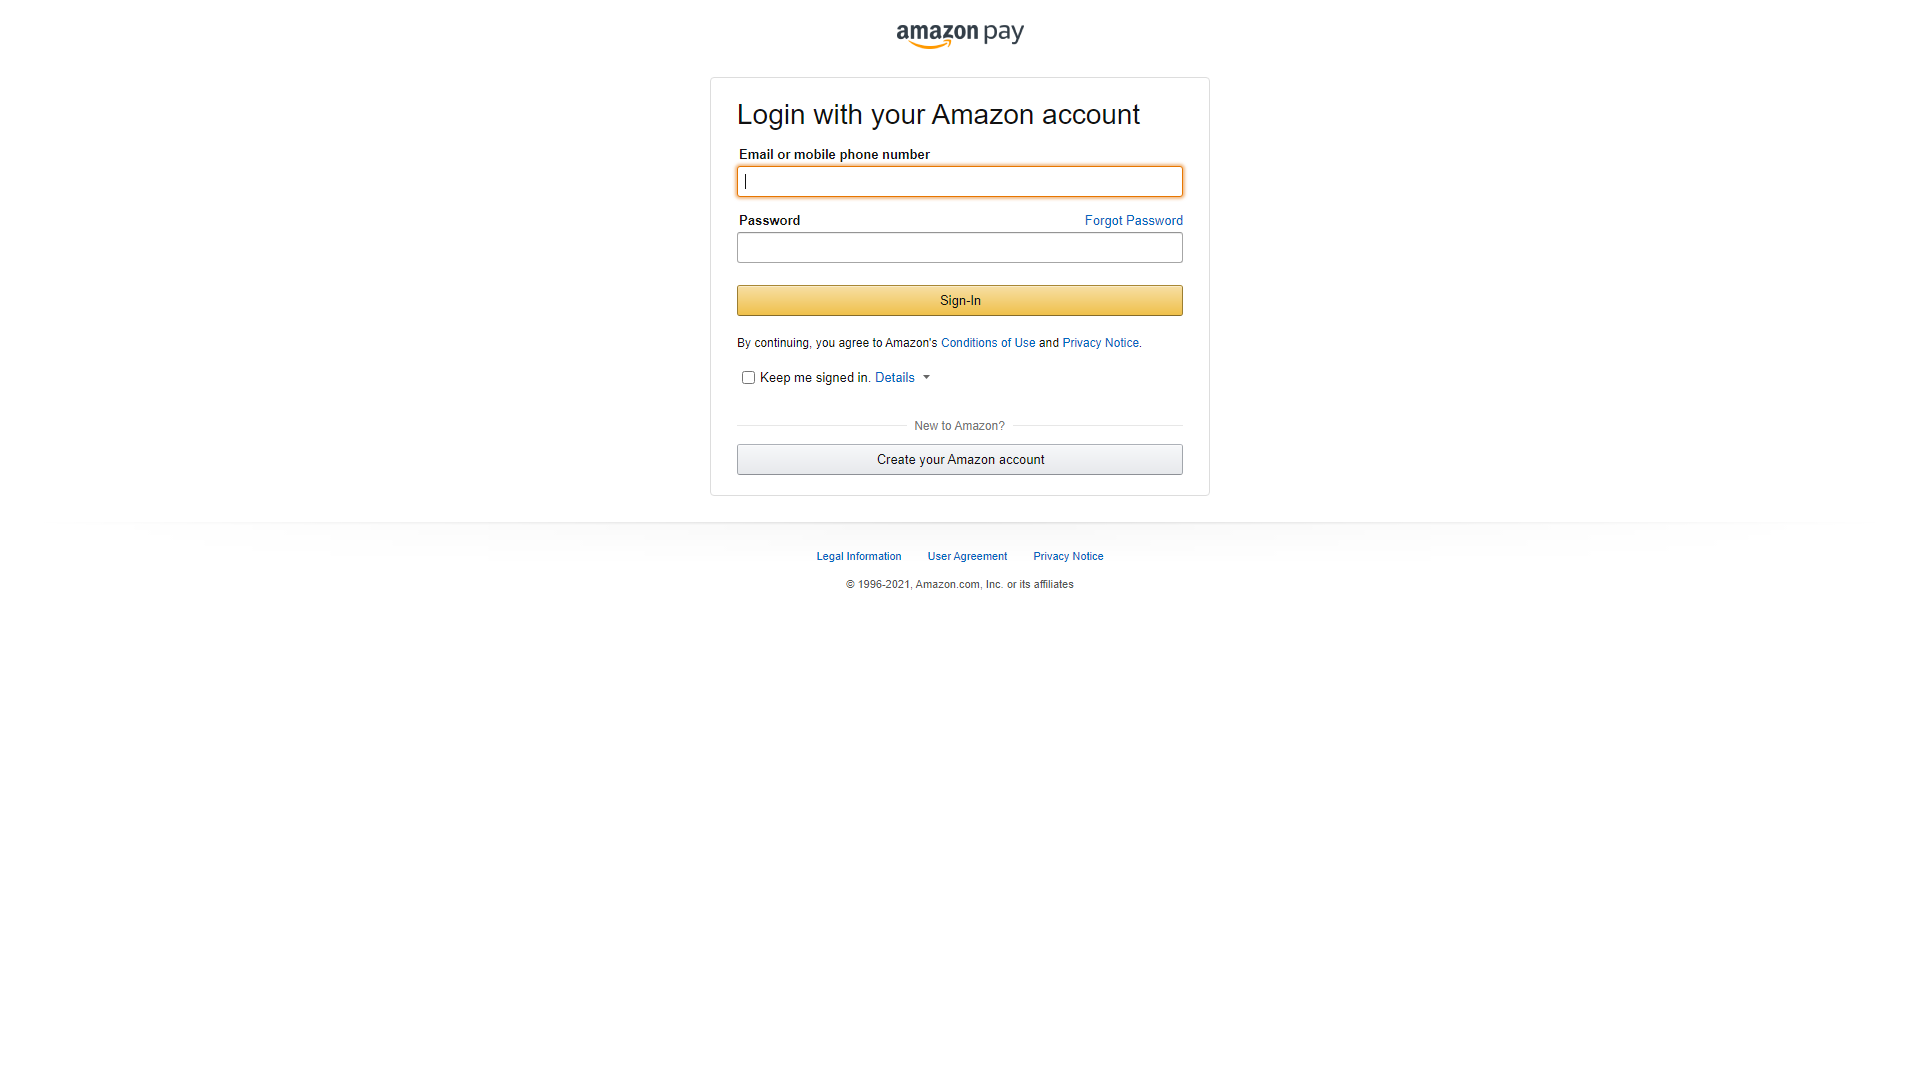 amazon pay
Login with your Amazon account
Email or mobile phone number
Password Forgot Password
Sign-In
By continuing, you agree to Amazon's Conditions of Use and Privacy Notice.
Keep me signed in. Details
New to Amazon?
Create your Amazon account
Legal Information User Agreement Privacy Notice
© 1996-2021, Amazon.com, Inc. or its affiliates